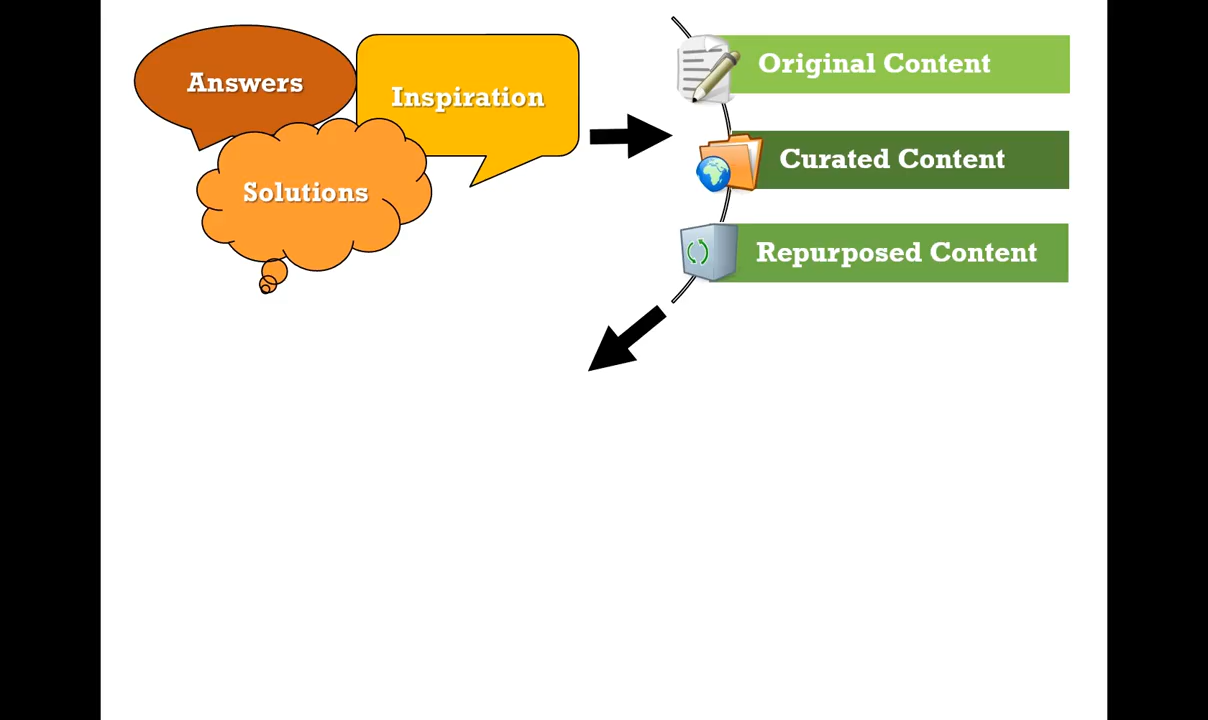 Answers
Inspiration
Solutions
Original Content
Curated Content
Repurposed Content